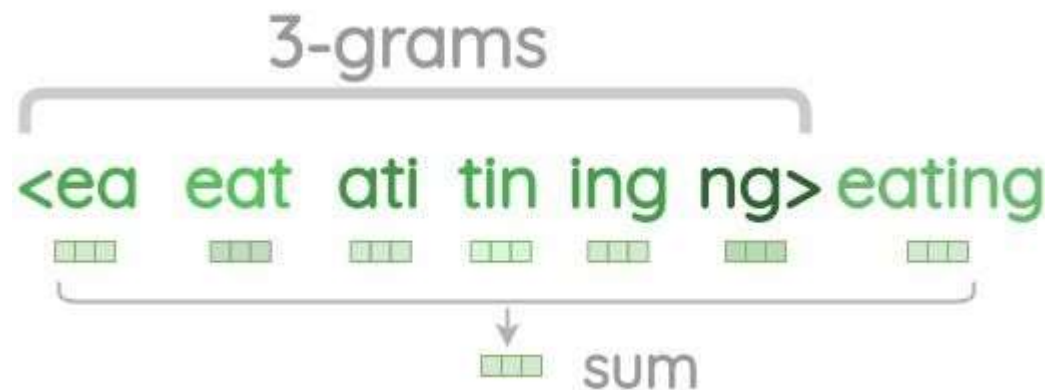 3-grams
<ea eat ati tin ing ng> eating
sum